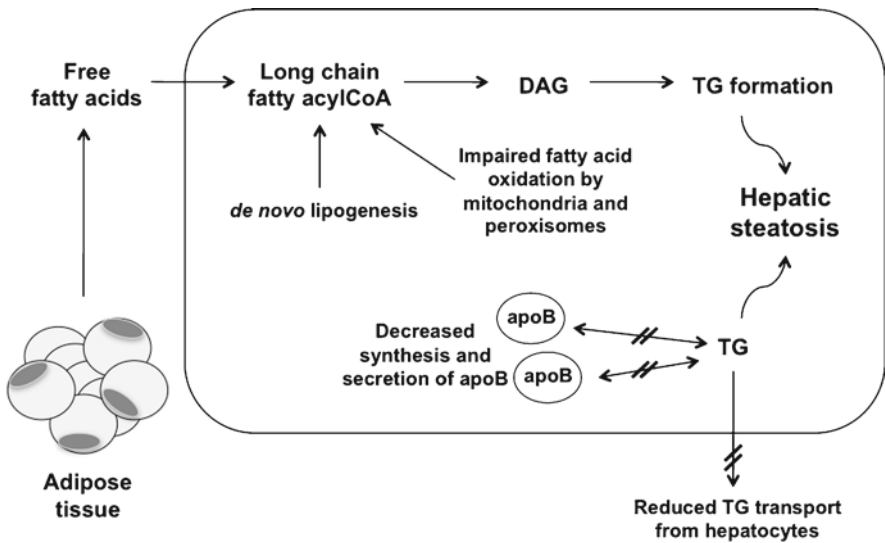 Free
fatty acids
Long chain
fatty acylCoA
DAG
TG formation
de novo lipogenesis
Impaired fatty acid
oxidation by
mitochondria and
peroxisomes
Hepatic
steatosis
Decreased
synthesis and
secretion of apoB
apoB
apoB
TG
Adipose
tissue
Reduced TG transport
from hepatocytes